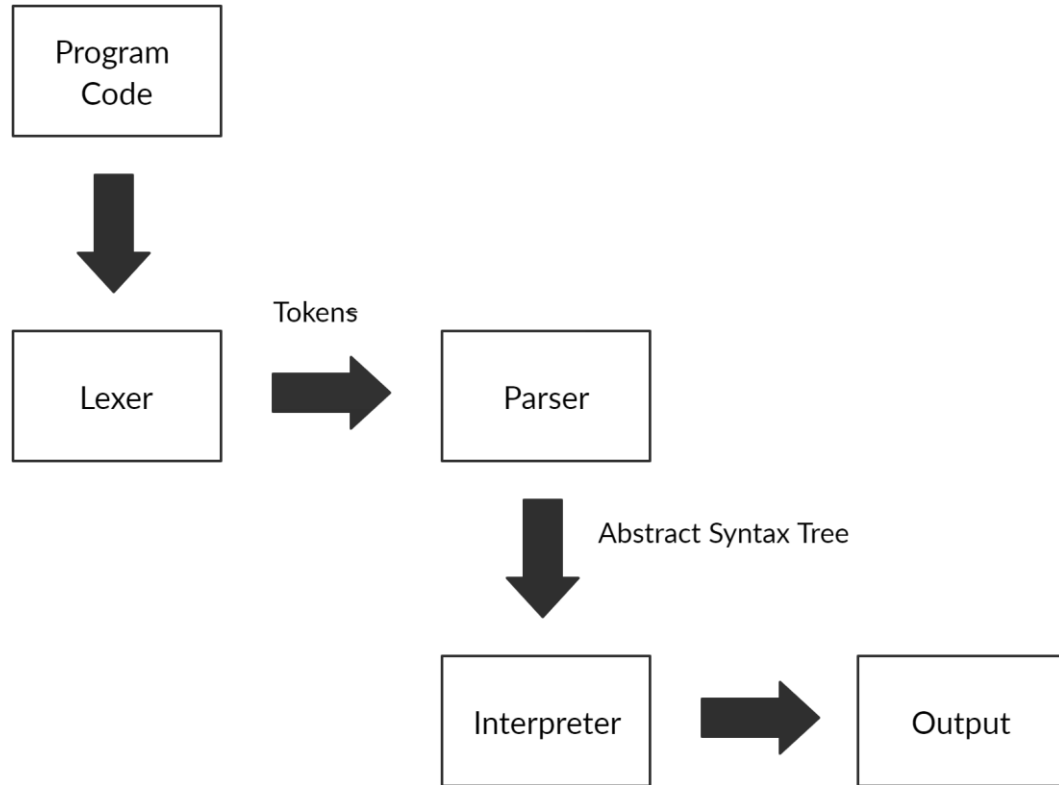 Program
Code
Tokens
Lexer
Parser
Abstract Syntax Tree
Interpreter
Output